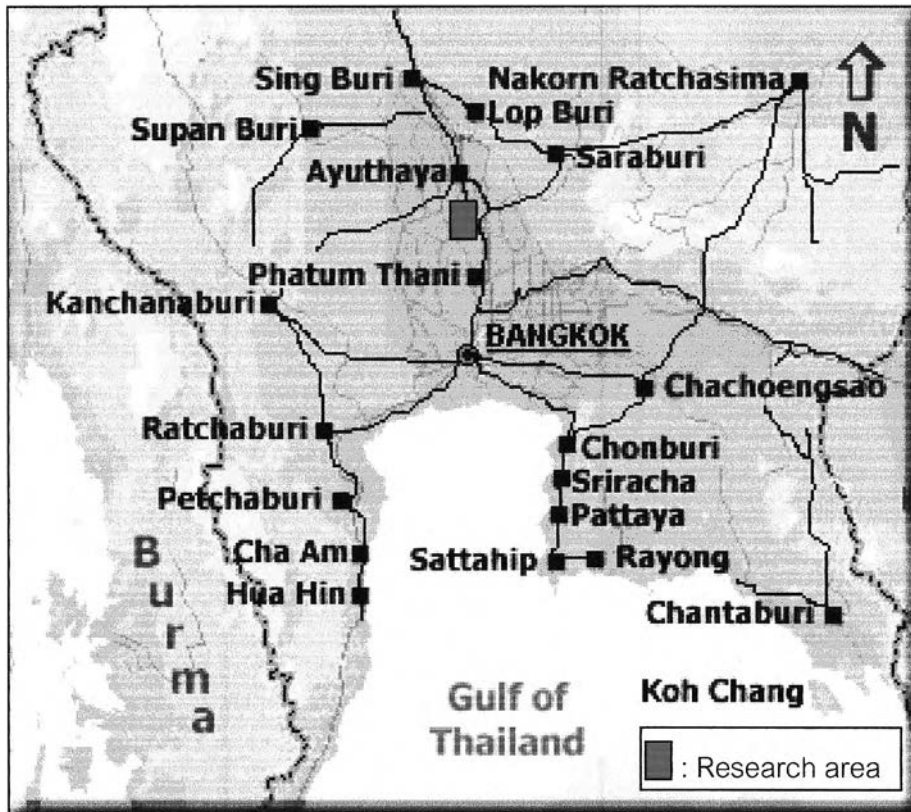 Sing Buri
Nakorn Ratchasima
Lop Buri
N
Supan Buri
Saraburi
Ayuthaya
Phatum Thani
Kanchanaburi
BANGKOK
Chachoengsao
Ratchaburi
Chonburi
Sriracha
Petchaburi
Pattaya
Cha Am
Sattahip
Rayong
Hua Hin
Chantaburi
Burma
Koh Chang
Gulf of
Thailand
: Research area